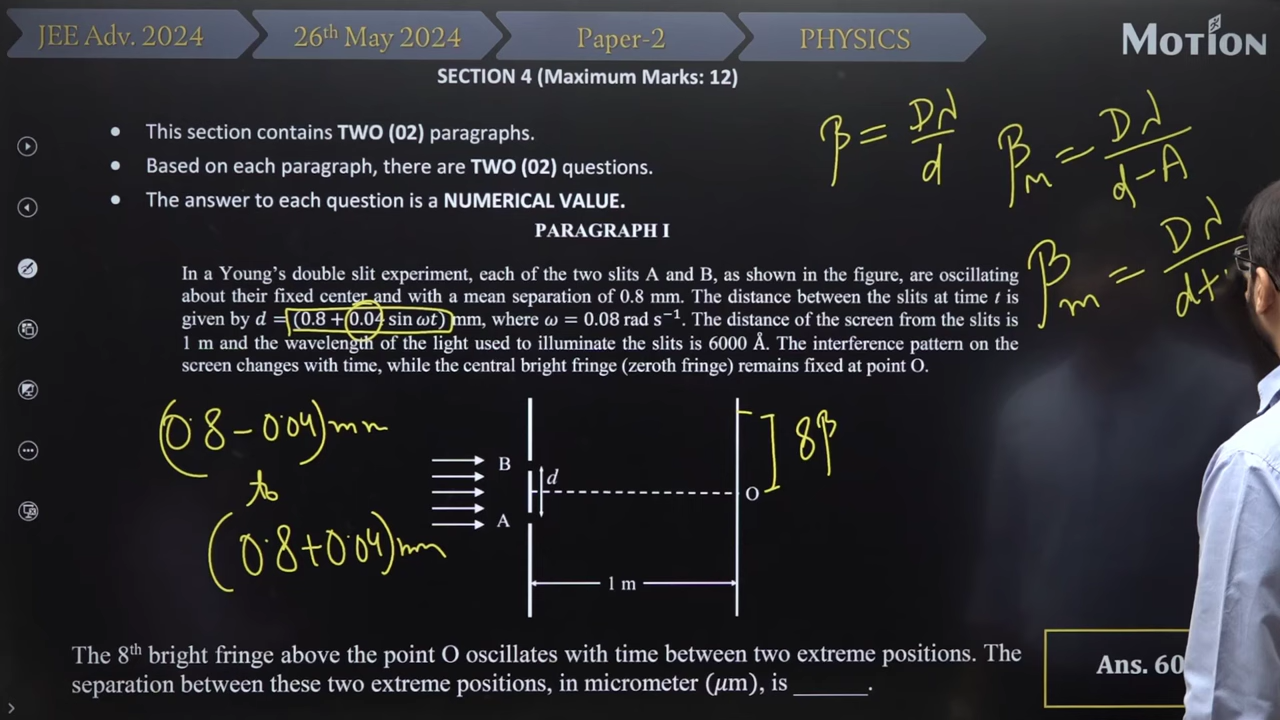 JEE Adv. 2024
26th May 2024
Paper-2
PHYSICS
MOTION
SECTION 4 (Maximum Marks: 12)
• This section contains TWO (02) paragraphs.
• Based on each paragraph, there are TWO (02) questions.
• The answer to each question is a NUMERICAL VALUE.
β = Dλ/d
βm = Dλ/d-A
βm = Dλ/d+
PARAGRAPH I
In a Young's double slit experiment, each of the two slits A and B, as shown in the figure, are oscillating
about their fixed center and with a mean separation of 0.8 mm. The distance between the slits at time t is
given by d = (0.8 + 0.04 sin ωt) mm, where ω = 0.08 rad s⁻¹. The distance of the screen from the slits is
1 m and the wavelength of the light used to illuminate the slits is 6000 Å. The interference pattern on the
screen changes with time, while the central bright fringe (zeroth fringe) remains fixed at point O.
(0.8-0.04)mm
to
(0.8+0.04)mm
B
d
A
O
8β
1 m
The 8th bright fringe above the point O oscillates with time between two extreme positions. The
separation between these two extreme positions, in micrometer (μm), is ______.
Ans. 60